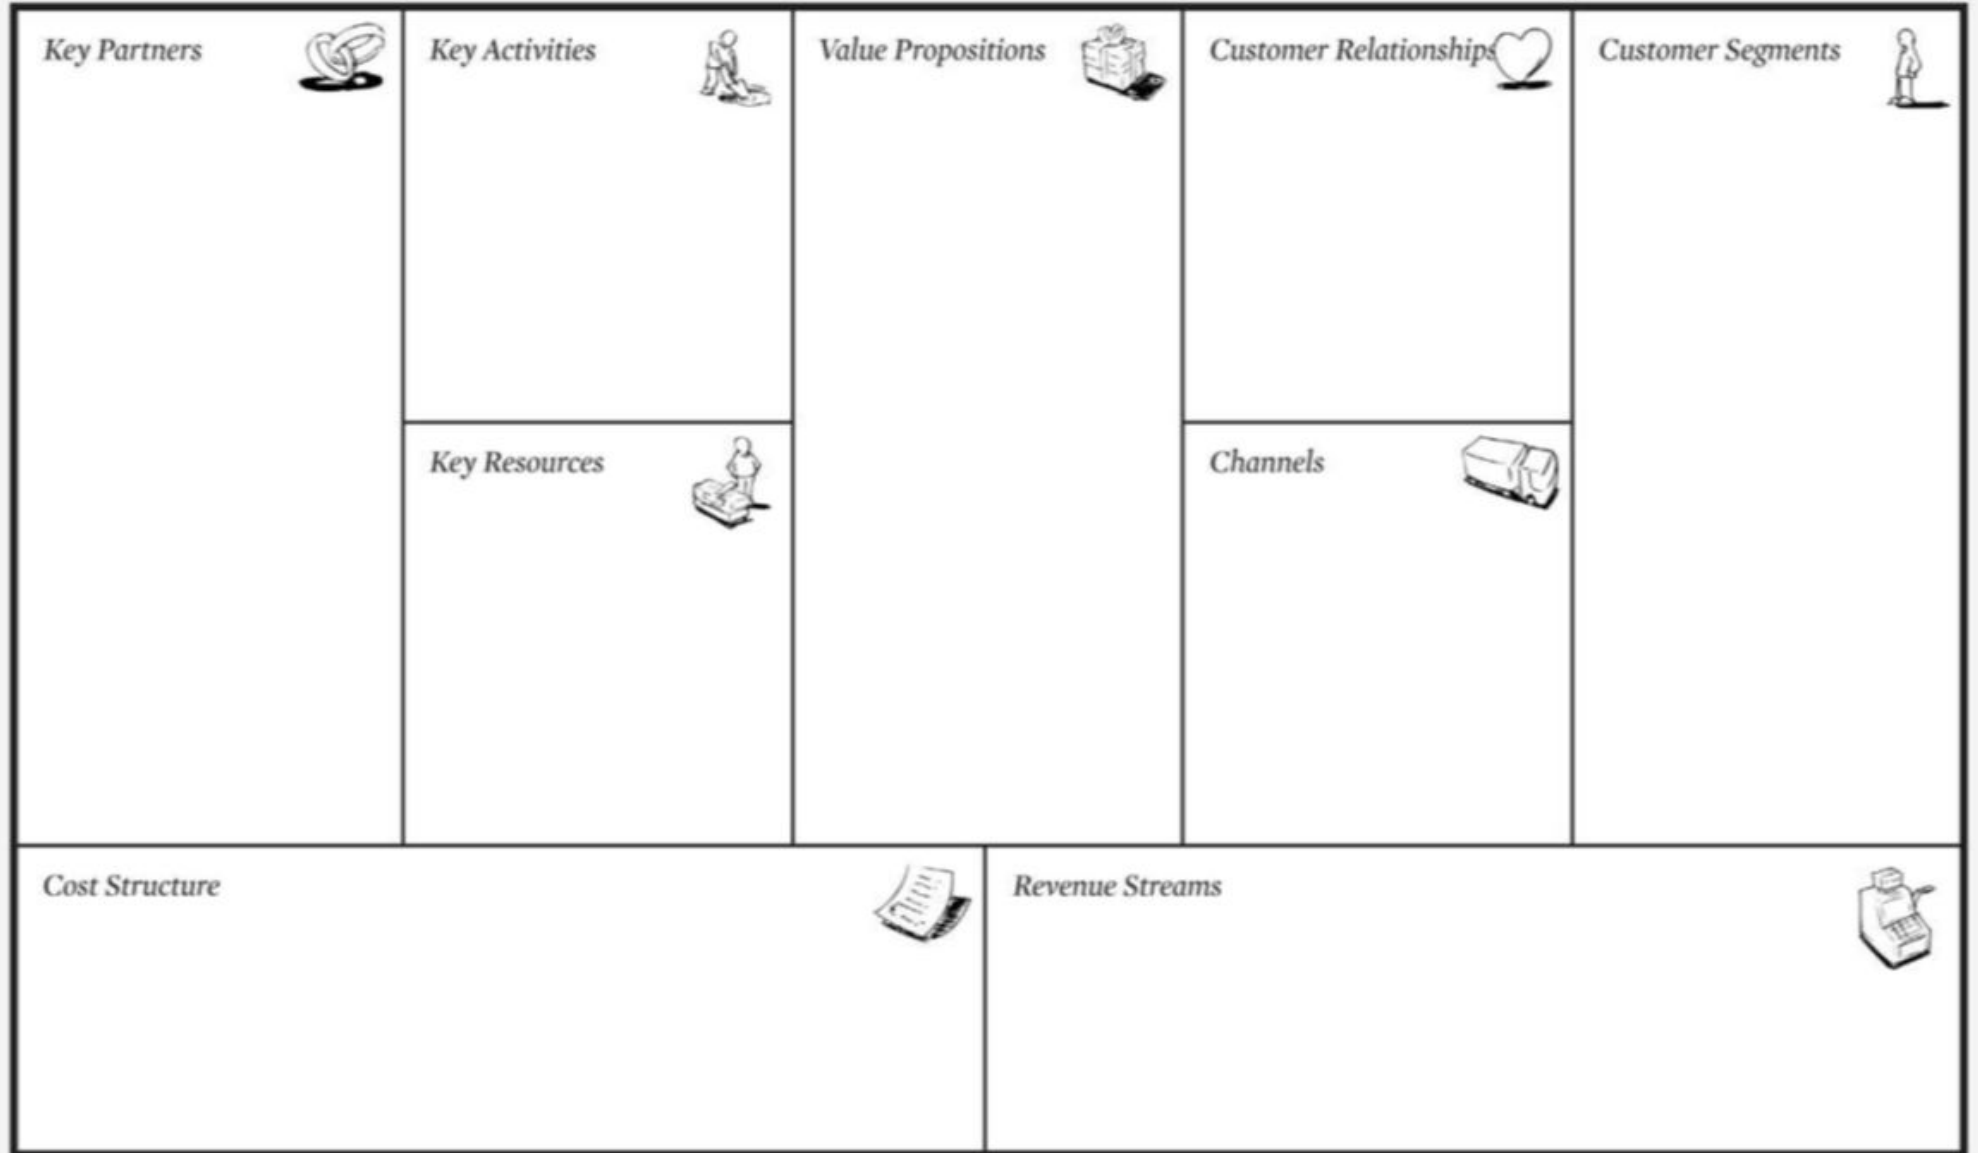 Key Partners
Key Activities
Value Propositions
Customer Relationships
Customer Segments
Key Resources
Channels
Cost Structure
Revenue Streams